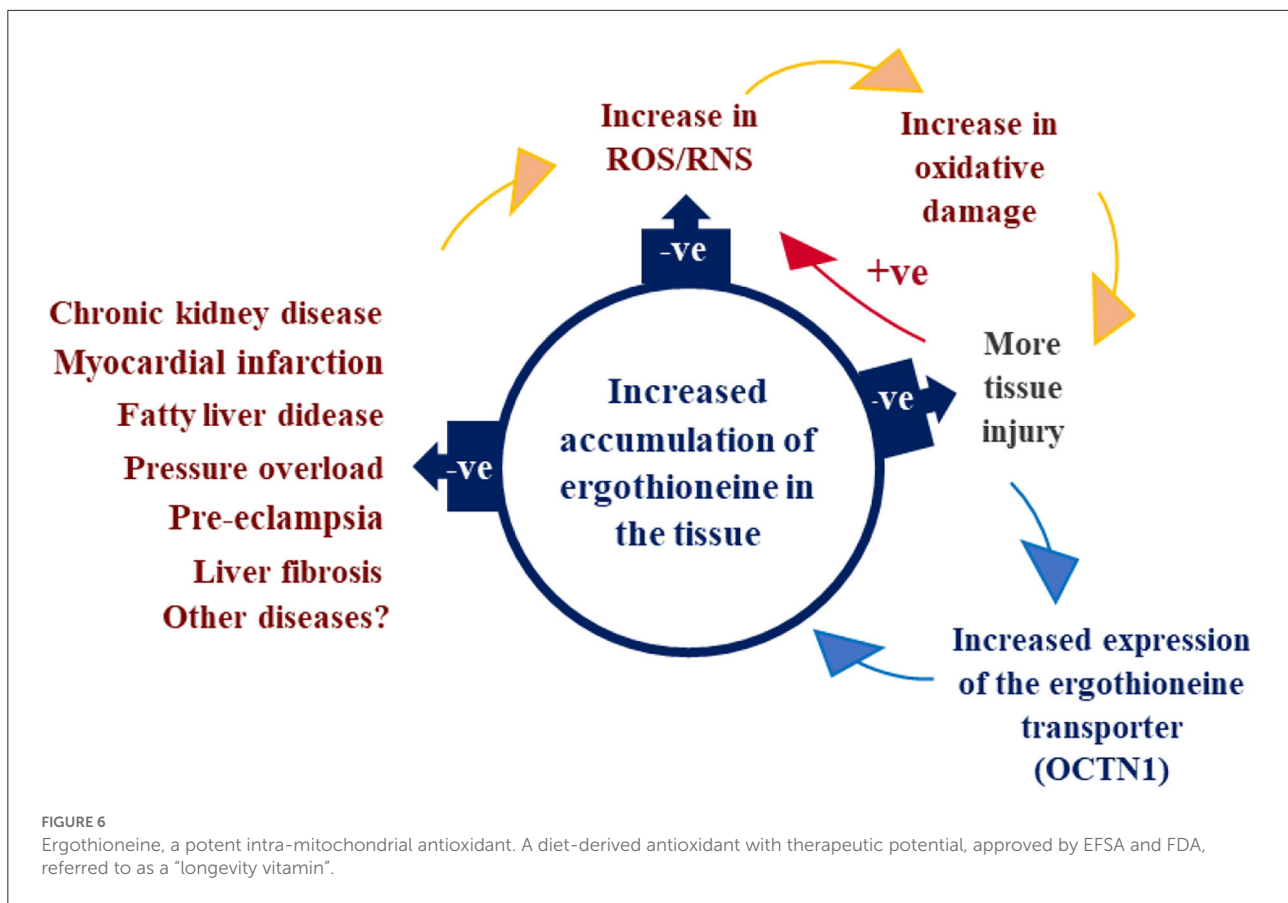 Increase in
ROS/RNS
Increase in
oxidative
damage
-ve
+ve
Chronic kidney disease
Myocardial infarction
Fatty liver didease
Pressure overload
Pre-eclampsia
Liver fibrosis
Other diseases?
-ve
Increased
accumulation of
ergothioneine in
the tissue
-ve
More
tissue
injury
Increased expression
of the ergothioneine
transporter
(OCTN1)
FIGURE 6
Ergothioneine, a potent intra-mitochondrial antioxidant. A diet-derived antioxidant with therapeutic potential, approved by EFSA and FDA,
referred to as a “longevity vitamin”.